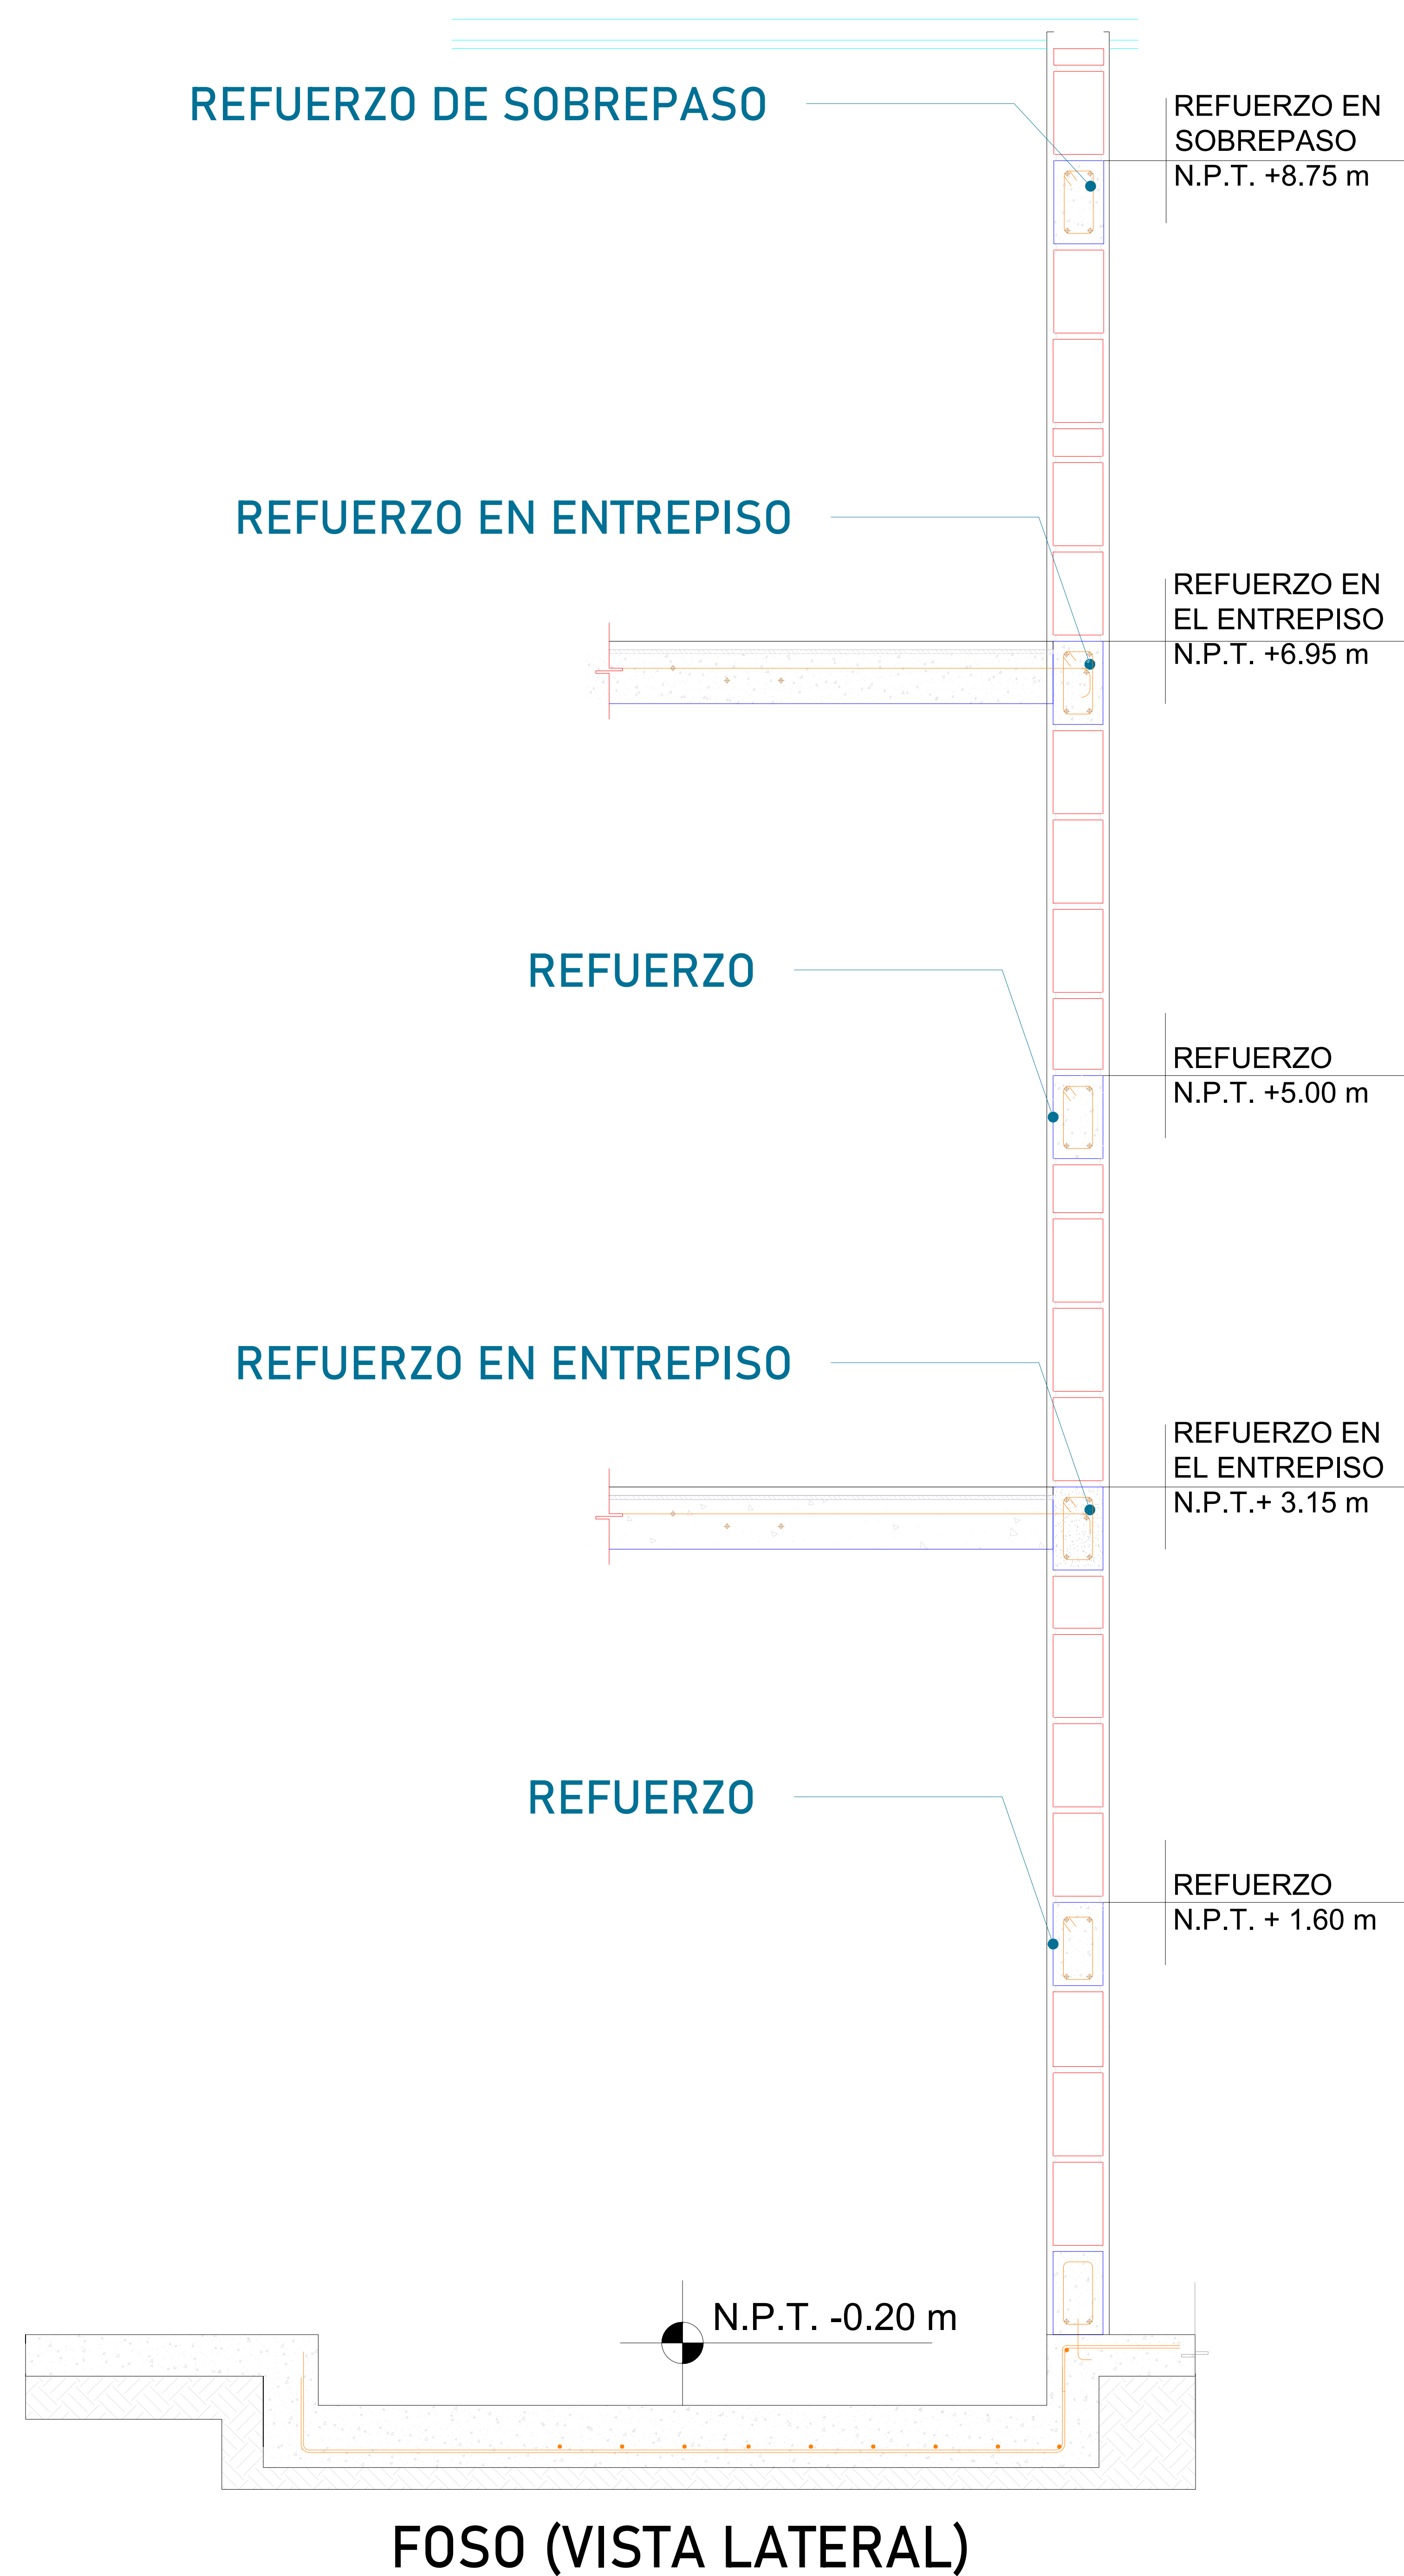 REFUERZO DE SOBREPASO
REFUERZO EN
SOBREPASO
N.P.T. +8.75 m
REFUERZO EN ENTREPISO
REFUERZO EN
EL ENTREPISO
N.P.T. +6.95 m
REFUERZO
REFUERZO
N.P.T. +5.00 m
REFUERZO EN ENTREPISO
REFUERZO EN
EL ENTREPISO
N.P.T.+ 3.15 m
REFUERZO
REFUERZO
N.P.T. + 1.60 m
N.P.T. -0.20 m
FOSO (VISTA LATERAL)